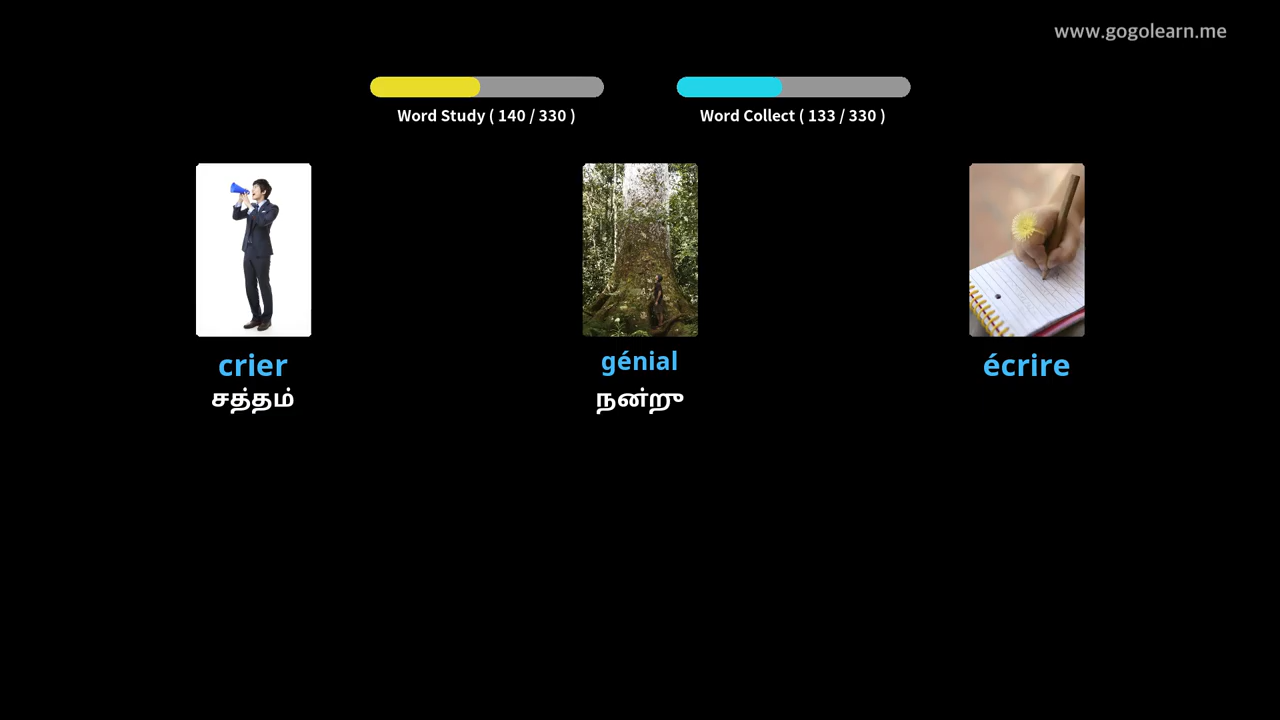 www.gogolearn.me
Word Study ( 140 / 330 )
Word Collect ( 133 / 330 )
crier
சத்தம்
génial
நன்று
écrire